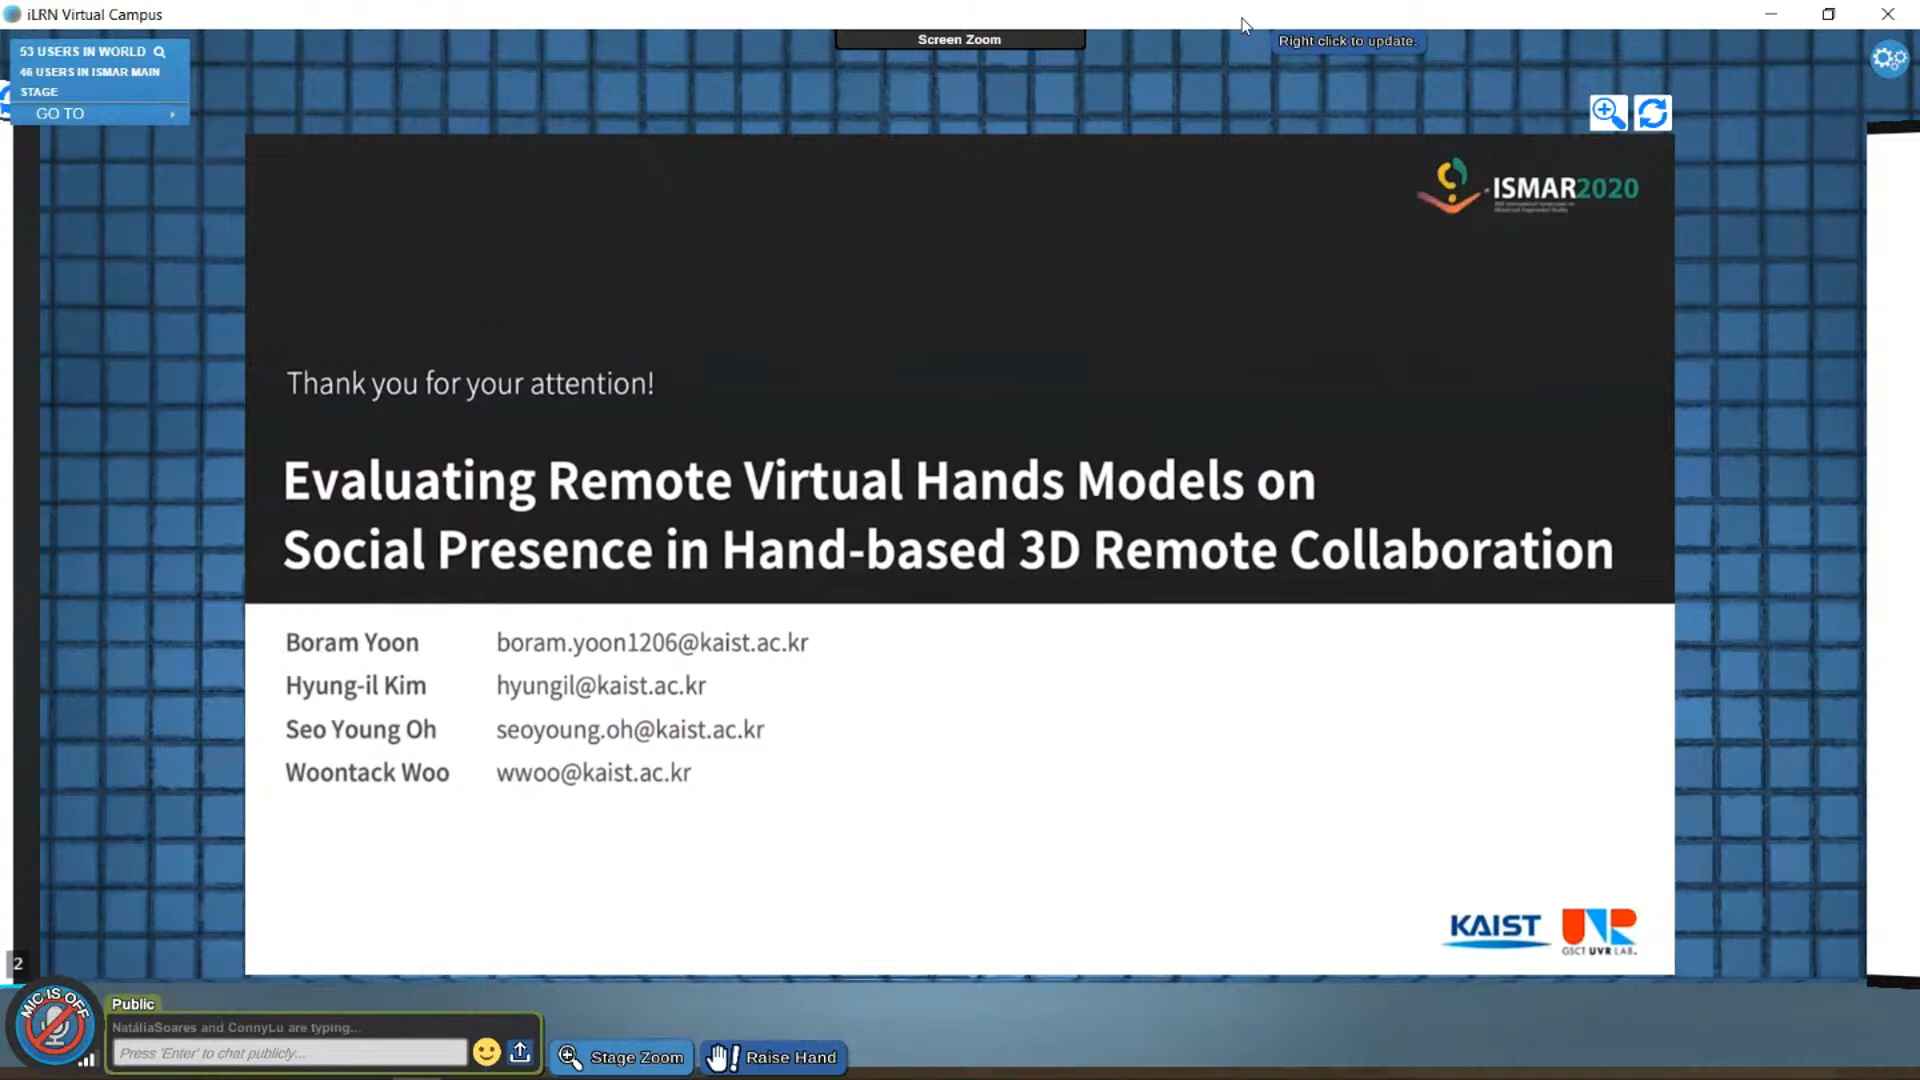 iLRN Virtual Campus
53 USERS IN WORLD
46 USERS IN ISMAR MAIN
STAGE
GO TO
Screen Zoom
Right click to update.
ISMAR2020
Thank you for your attention!
Evaluating Remote Virtual Hands Models on
Social Presence in Hand-based 3D Remote Collaboration
Boram Yoon boram.yoon1206@kaist.ac.kr
Hyung-il Kim hyungil@kaist.ac.kr
Seo Young Oh seoyoung.oh@kaist.ac.kr
Woontack Woo wwoo@kaist.ac.kr
KAIST
UVR
GSCT UVR LAB.
2
MIC IS OFF
Public
NatáliaSoares and ConnyLu are typing...
Press 'Enter' to chat publicly...
Stage Zoom
Raise Hand